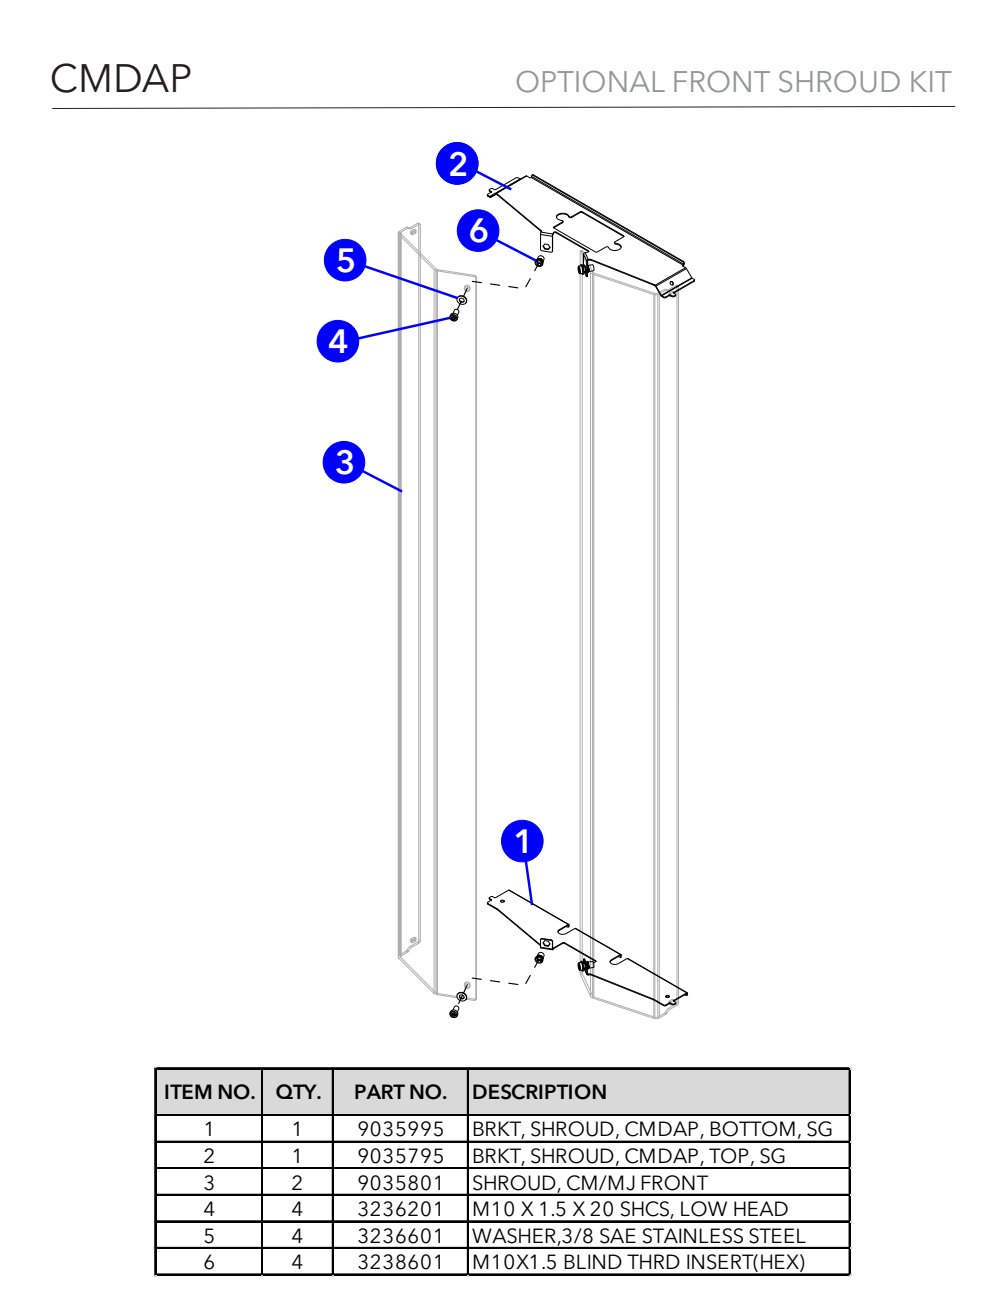 CMDAP
OPTIONAL FRONT SHROUD KIT
2
6
5
4
3
1
ITEM NO. QTY. PART NO. DESCRIPTION
1 1 9035995 BRKT, SHROUD, CMDAP, BOTTOM, SG
2 1 9035795 BRKT, SHROUD, CMDAP, TOP, SG
3 2 9035801 SHROUD, CM/MJ FRONT
4 4 3236201 M10 X 1.5 X 20 SHCS, LOW HEAD
5 4 3236601 WASHER,3/8 SAE STAINLESS STEEL
6 4 3238601 M10X1.5 BLIND THRD INSERT(HEX)